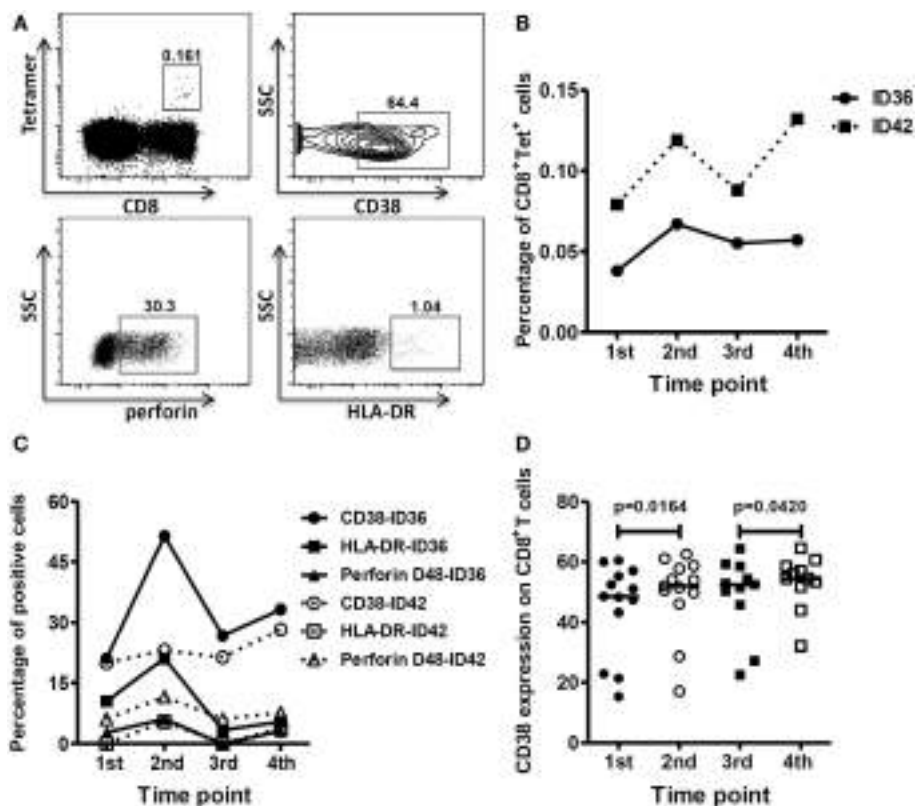 A
0.161
Tetramer
CD8
64.4
SSC
CD38
30.3
SSC
perforin
1.04
SSC
HLA-DR
B
Percentage of CD8+Tet+ cells
0.15
0.10
0.05
0.00
1st 2nd 3rd 4th
Time point
ID36
ID42
C
Percentage of positive cells
60
45
30
15
0
1st 2nd 3rd 4th
Time point
CD38-ID36
HLA-DR-ID36
Perforin D48-ID36
CD38-ID42
HLA-DR-ID42
Perforin D48-ID42
D
CD38 expression on CD8+T cells
80
60
40
20
0
p=0.0164
p=0.0420
1st 2nd 3rd 4th
Time point